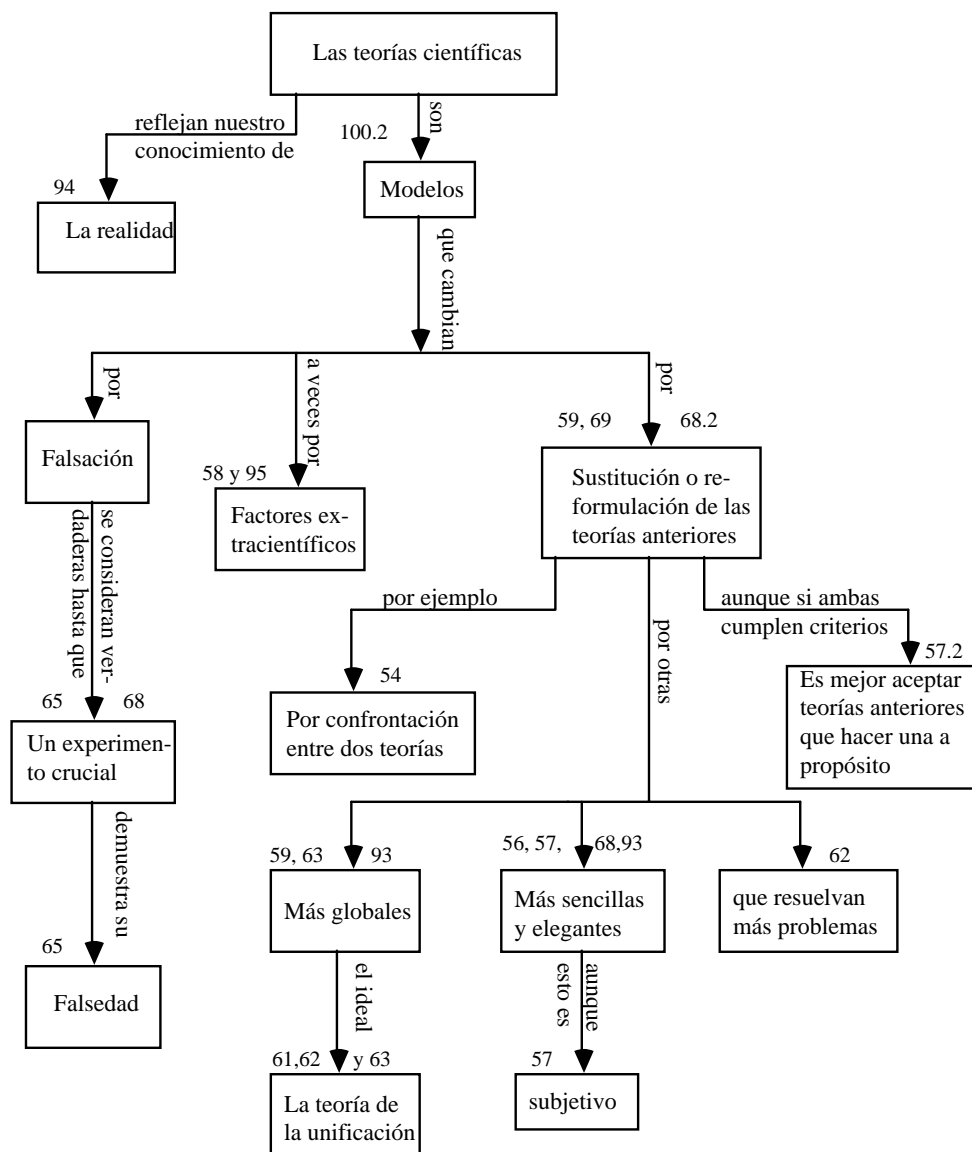 Las teorías científicas
reflejan nuestro
conocimiento de
son
100.2
94
La realidad
Modelos
que cambian
por
a veces por
por
59, 69
68.2
Falsación
58 y 95
Factores ex-
tracientíficos
Sustitución o re-
formulación de las
teorías anteriores
se consideran ver-
daderas hasta que
por ejemplo
por otras
aunque si ambas
cumplen criterios
57.2
54
Por confrontación
entre dos teorías
Es mejor aceptar
teorías anteriores
que hacer una a
propósito
65
68
Un experimen-
to crucial
demuestra su
59, 63
93
56, 57,
68,93
62
Más globales
Más sencillas
y elegantes
que resuelvan
más problemas
65
Falsedad
el ideal
aunque
esto es
61,62
y 63
57
La teoría de
la unificación
subjetivo